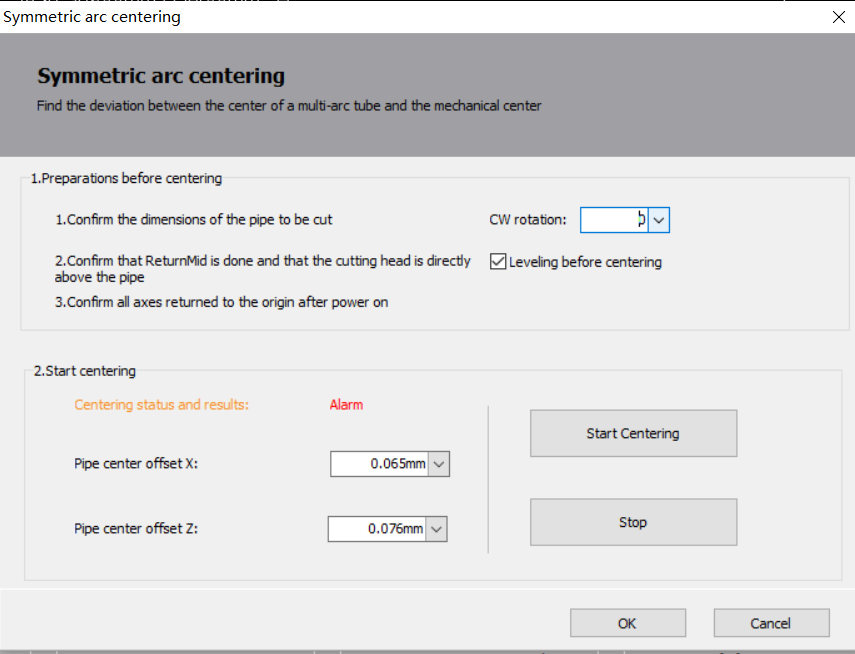 Symmetric arc centering
Symmetric arc centering
Find the deviation between the center of a multi-arc tube and the mechanical center
1.Preparations before centering
1.Confirm the dimensions of the pipe to be cut
CW rotation:
2.Confirm that ReturnMid is done and that the cutting head is directly
above the pipe
Leveling before centering
3.Confirm all axes returned to the origin after power on
2.Start centering
Centering status and results:
Alarm
Start Centering
Pipe center offset X:
0.065mm
Pipe center offset Z:
0.076mm
Stop
OK
Cancel